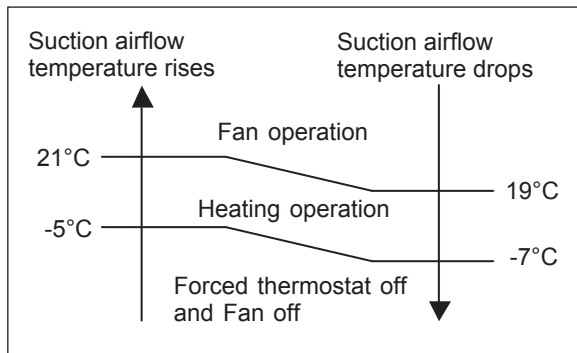 Suction airflow
temperature rises
Suction airflow
temperature drops
Fan operation
21°C
19°C
Heating operation
-5°C
-7°C
Forced thermostat off
and Fan off